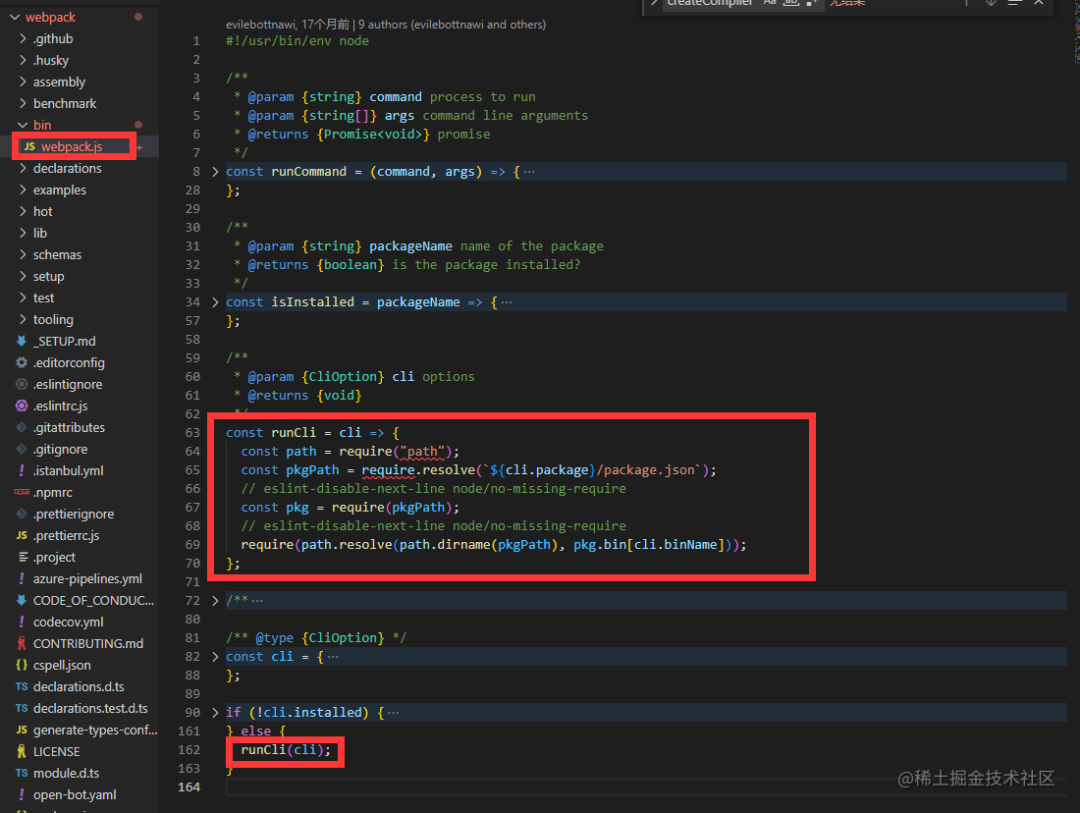 webpack
.github
.husky
assembly
benchmark
bin
JS webpack.js
declarations
examples
hot
lib
schemas
setup
test
tooling
_SETUP.md
.editorconfig
.eslintignore
.eslintrc.js
.gitattributes
.gitignore
.istanbul.yml
.npmrc
.prettierignore
JS .prettierrc.js
.project
azure-pipelines.yml
CODE_OF_CONDUC...
codecov.yml
CONTRIBUTING.md
cspell.json
TS declarations.d.ts
TS declarations.test.d.ts
JS generate-types-conf...
LICENSE
TS module.d.ts
open-bot.yaml
createCompiler Aa ab 无结果
evilebottnawi, 17个月前 | 9 authors (evilebottnawi and others)
1 #!/usr/bin/env node
2
3 /**
4 * @param {string} command process to run
5 * @param {string[]} args command line arguments
6 * @returns {Promise<void>} promise
7 */
8 const runCommand = (command, args) => { ...
28 };
29
30 /**
31 * @param {string} packageName name of the package
32 * @returns {boolean} is the package installed?
33 */
34 const isInstalled = packageName => { ...
57 };
58
59 /**
60 * @param {CliOption} cli options
61 * @returns {void}
62 */
63 const runCli = cli => {
64 const path = require("path");
65 const pkgPath = require.resolve(`${cli.package}/package.json`);
66 // eslint-disable-next-line node/no-missing-require
67 const pkg = require(pkgPath);
68 // eslint-disable-next-line node/no-missing-require
69 require(path.resolve(path.dirname(pkgPath), pkg.bin[cli.binName]));
70 };
71
72 /** ...
80
81 /** @type {CliOption} */
82 const cli = { ...
88 };
89
90 if (!cli.installed) { ...
161 } else {
162 runCli(cli);
163 }
164
@稀土掘金技术社区